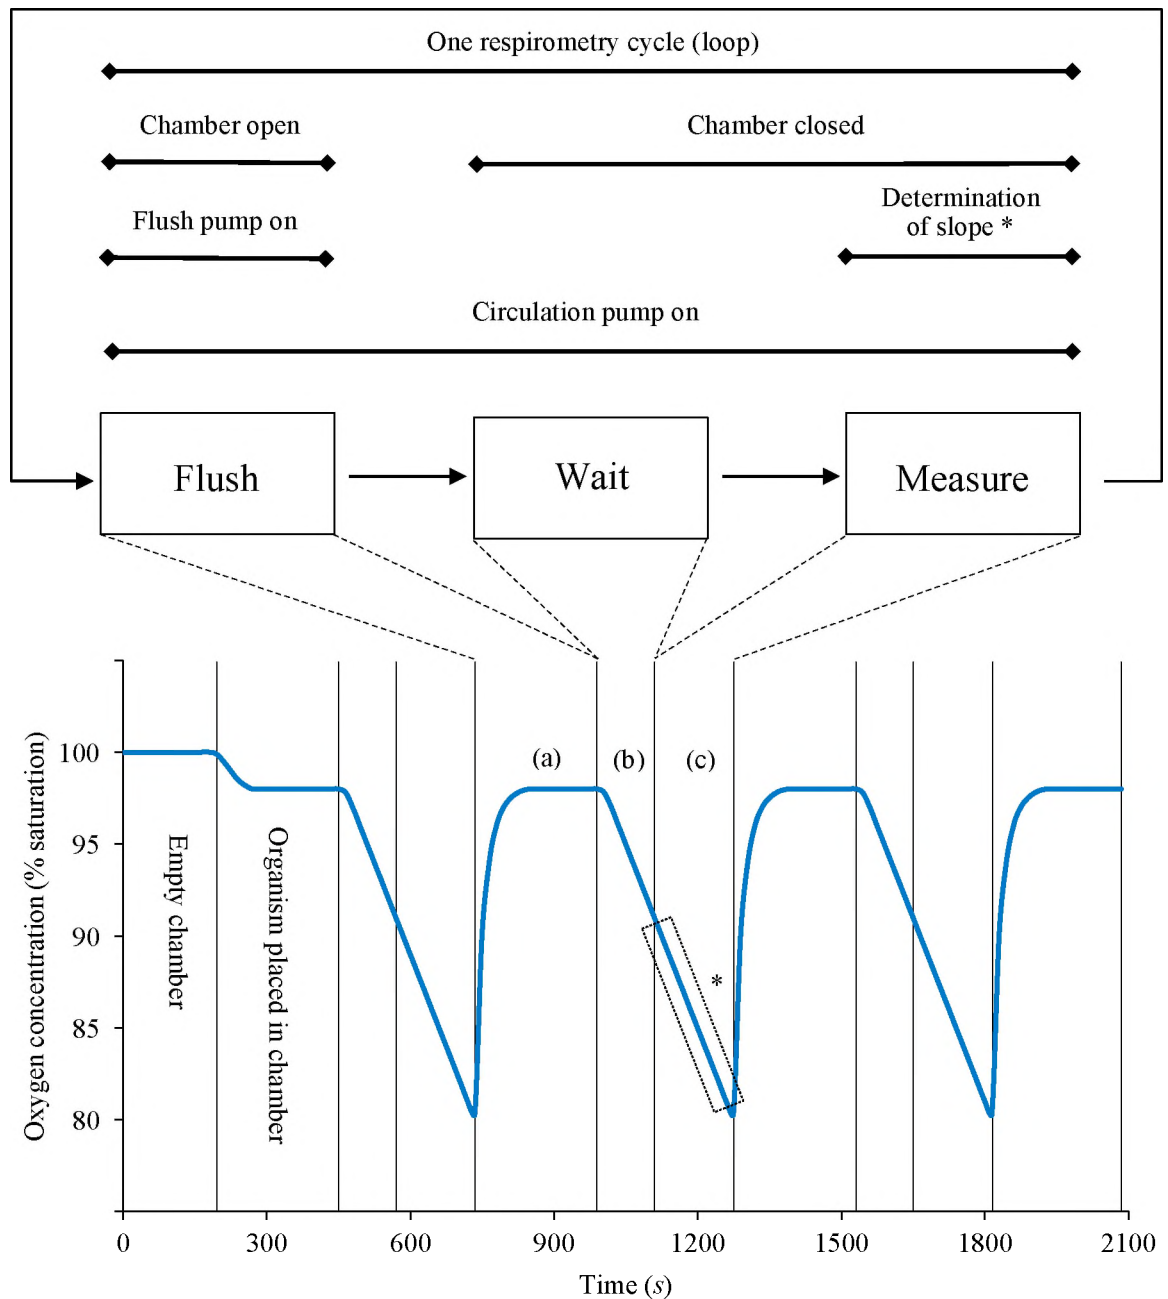 One respirometry cycle (loop)
Chamber open
Chamber closed
Flush pump on
Determination
of slope *
Circulation pump on
Flush
Wait
Measure
Oxygen concentration (% saturation)
100
95
90
85
80
Empty chamber
Organism placed in chamber
(a)
(b)
(c)
*
0
300
600
900
1200
1500
1800
2100
Time (s)